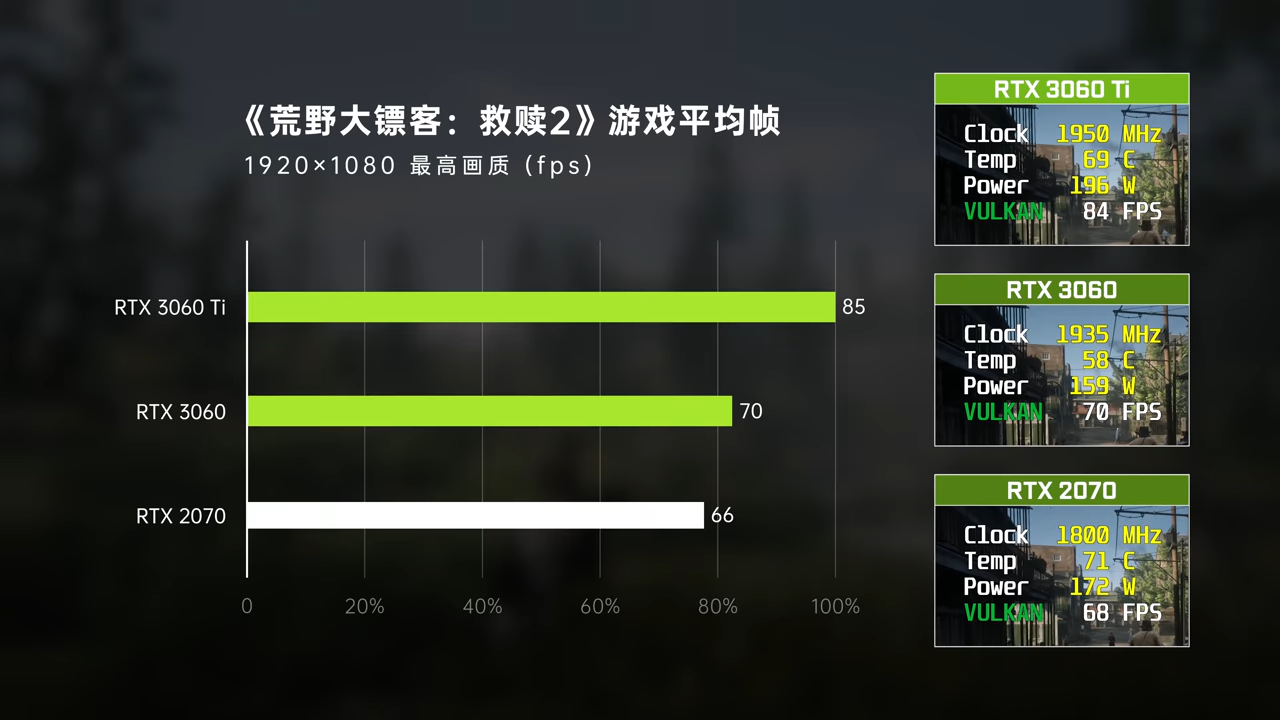 《荒野大镖客：救赎2》游戏平均帧
1920×1080 最高画质 (fps)
RTX 3060 Ti 85
RTX 3060 70
RTX 2070 66
0 20% 40% 60% 80% 100%
RTX 3060 Ti
Clock 1950 MHz
Temp 69 C
Power 196 W
VULKAN 84 FPS
RTX 3060
Clock 1935 MHz
Temp 58 C
Power 159 W
VULKAN 70 FPS
RTX 2070
Clock 1800 MHz
Temp 71 C
Power 172 W
VULKAN 68 FPS